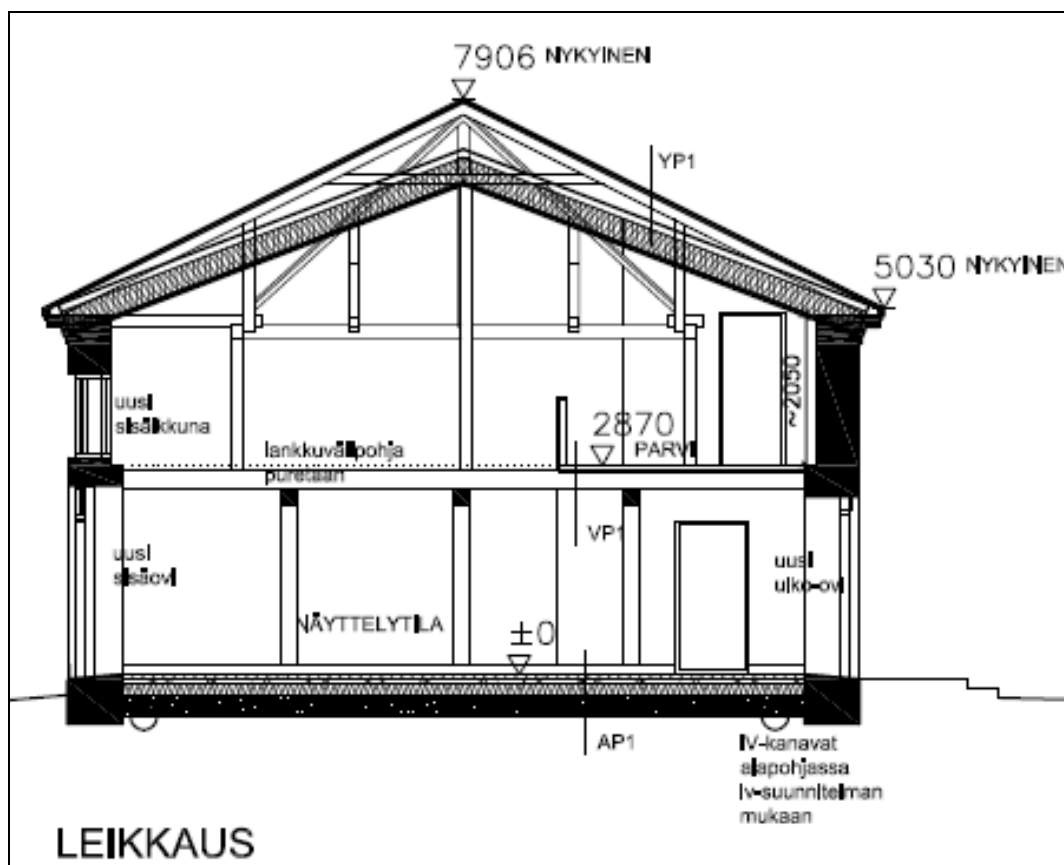 7906 NYKYINEN
YP1
5030 NYKYINEN
uusi
sisäikkuna
~2050
2870
PARVI
lankkuvälipohja
puretaan
VP1
uusi
sisäovi
uusi
ulko-ovi
NÄYTTELYTILA
±0
AP1
IV-kanavat
alapohjassa
iv-suunnitelman
mukaan
LEIKKAUS